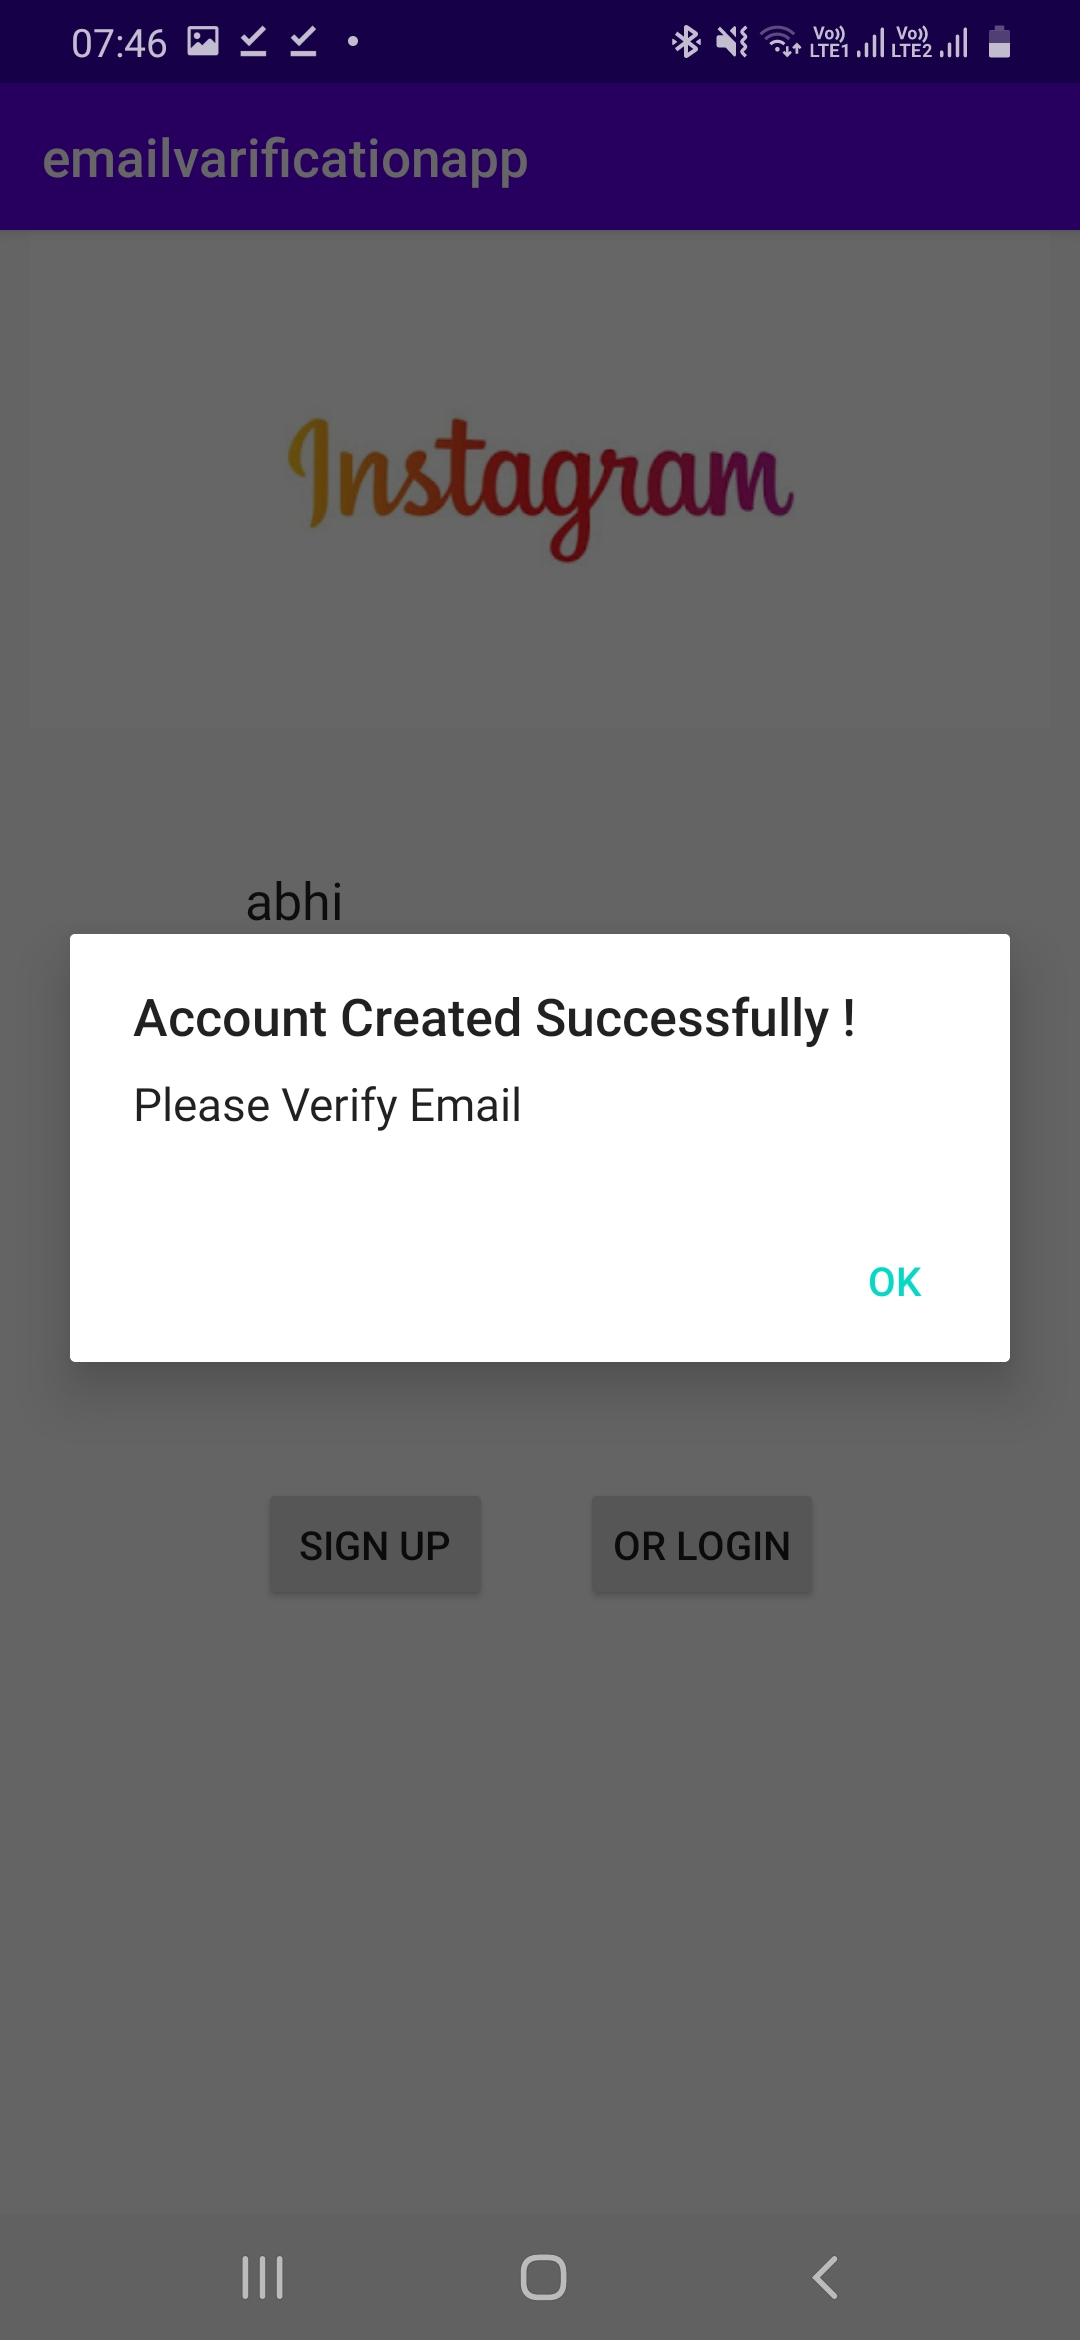 07:46 Vo)) LTE1 Vo)) LTE2
emailvarificationapp
Instagram
abhi
Account Created Successfully !
Please Verify Email
OK
SIGN UP OR LOGIN